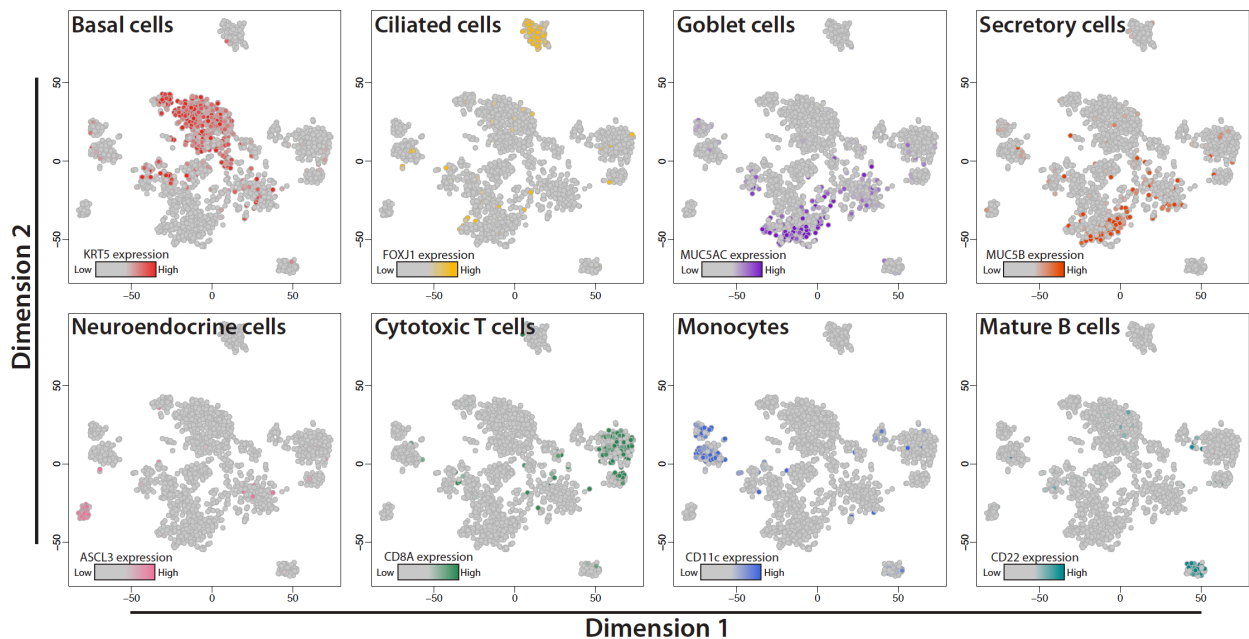 Basal cells
Ciliated cells
Goblet cells
Secretory cells
50
0
−50
KRT5 expression
Low High
−50 0 50
50
0
−50
FOXJ1 expression
Low High
−50 0 50
50
0
−50
MUC5AC expression
Low High
−50 0 50
50
0
−50
MUC5B expression
Low High
−50 0 50
Neuroendocrine cells
Cytotoxic T cells
Monocytes
Mature B cells
50
0
−50
ASCL3 expression
Low High
−50 0 50
50
0
−50
CD8A expression
Low High
−50 0 50
50
0
−50
CD11c expression
Low High
−50 0 50
50
0
−50
CD22 expression
Low High
−50 0 50
Dimension 2
Dimension 1